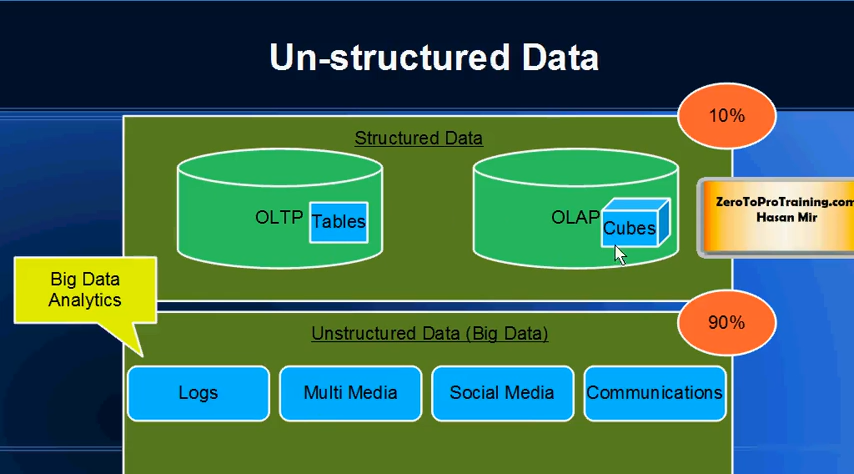 Un-structured Data
10%
Structured Data
OLTP
Tables
OLAP
Cubes
ZeroToProTraining.com
Hasan Mir
Big Data
Analytics
90%
Unstructured Data (Big Data)
Logs
Multi Media
Social Media
Communications